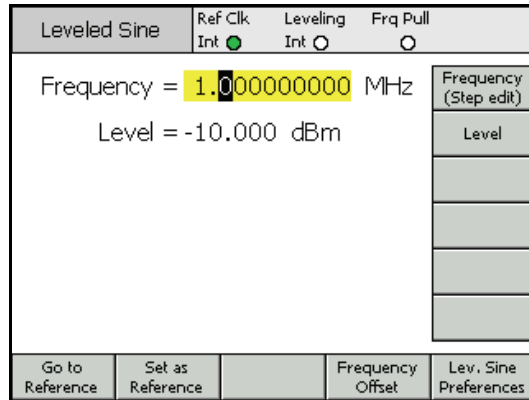 Leveled Sine
Ref Clk Leveling Frq Pull
Int Int
Frequency = 1.000000000 MHz
Level = -10.000 dBm
Frequency
(Step edit)
Level
Go to
Reference
Set as
Reference
Frequency
Offset
Lev. Sine
Preferences